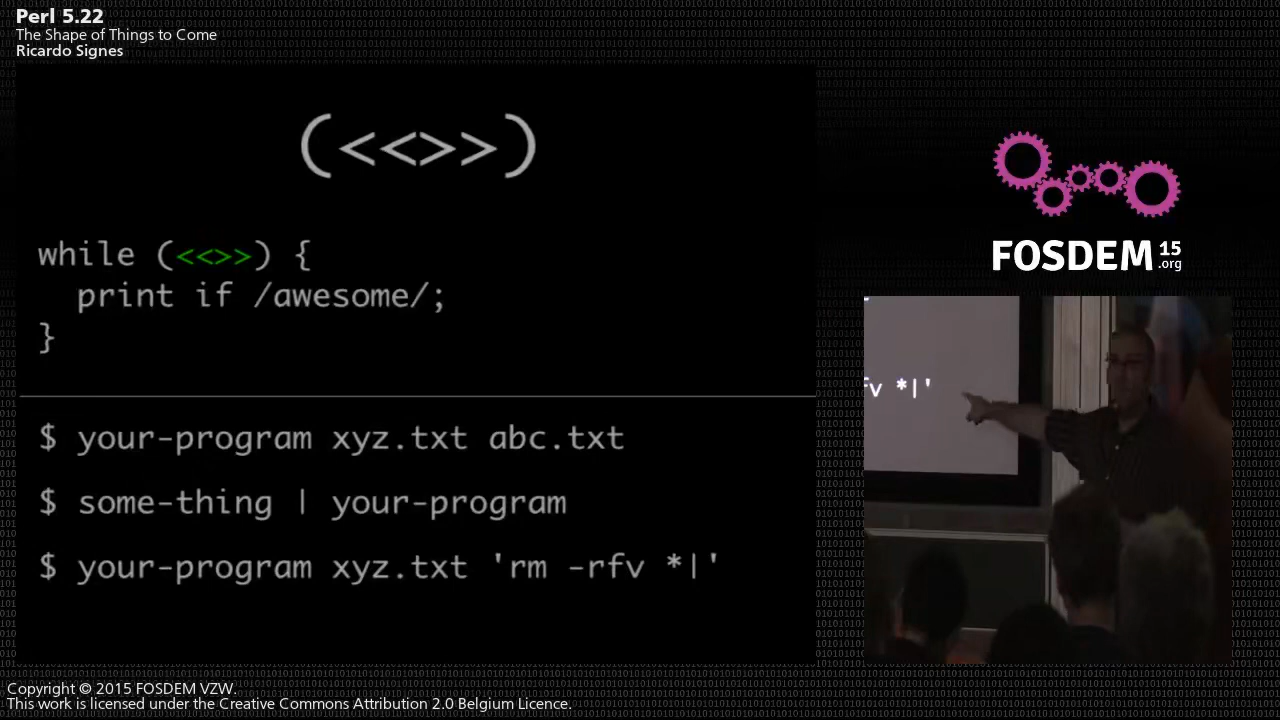 Perl 5.22
The Shape of Things to Come
Ricardo Signes
(<<>>)
while (<<>>) {
  print if /awesome/;
}
$ your-program xyz.txt abc.txt
$ some-thing | your-program
$ your-program xyz.txt 'rm -rfv *|'
FOSDEM 15
.org
fv *|'
Copyright © 2015 FOSDEM VZW.
This work is licensed under the Creative Commons Attribution 2.0 Belgium Licence.